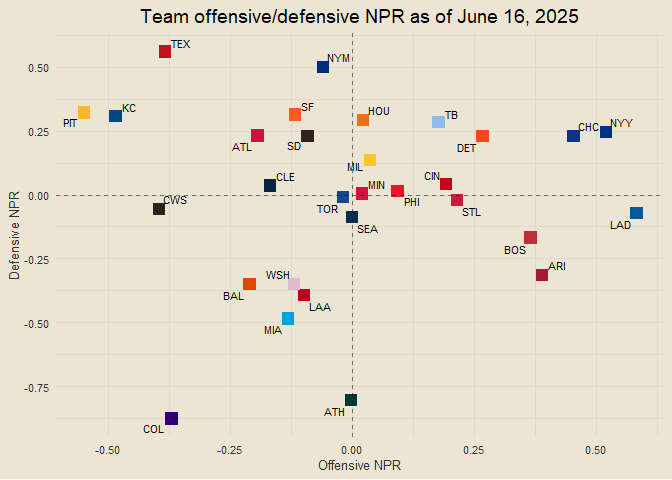 Team offensive/defensive NPR as of June 16, 2025
TEX
NYM
0.50
KC
PIT
SF
HOU
TB
0.25
ATL
SD
DET
CHC
NYY
MIL
CLE
MIN
CIN
0.00
CWS
TOR
PHI
STL
SEA
LAD
BOS
WSH
ARI
-0.25
BAL
LAA
MIA
-0.50
-0.75
ATH
COL
Defensive NPR
-0.50
-0.25
0.00
0.25
0.50
Offensive NPR